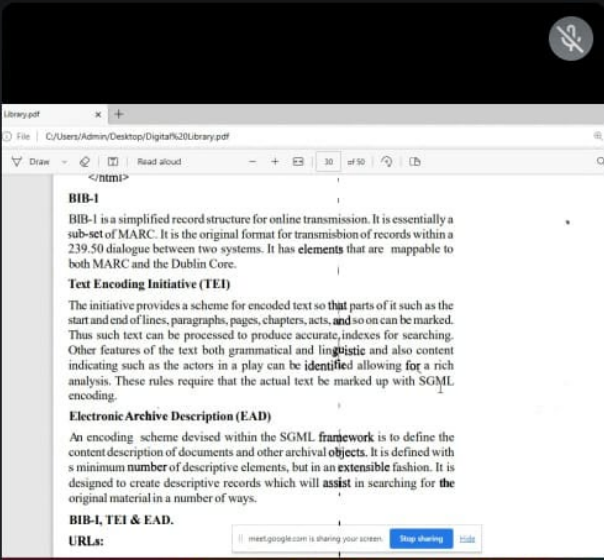 Library.pdf
File C:/Users/Admin/Desktop/Digital%20Library.pdf
Draw Read aloud 30 of 50
</html>
BIB-1
BIB-1 is a simplified record structure for online transmission. It is essentially a
sub-set of MARC. It is the original format for transmisbion of records within a
239.50 dialogue between two systems. It has elements that are mappable to
both MARC and the Dublin Core.
Text Encoding Initiative (TEI)
The initiative provides a scheme for encoded text so that parts of it such as the
start and end of lines, paragraphs, pages, chapters, acts, and so on can be marked.
Thus such text can be processed to produce accurate, indexes for searching.
Other features of the text both grammatical and linguistic and also content
indicating such as the actors in a play can be identified allowing for a rich
analysis. These rules require that the actual text be marked up with SGML
encoding.
Electronic Archive Description (EAD)
An encoding scheme devised within the SGML framework is to define the
content description of documents and other archival objects. It is defined with
s minimum number of descriptive elements, but in an extensible fashion. It is
designed to create descriptive records which will assist in searching for the
original material in a number of ways.
BIB-I, TEI & EAD.
URLs:
meet.google.com is sharing your screen. Stop sharing Hide